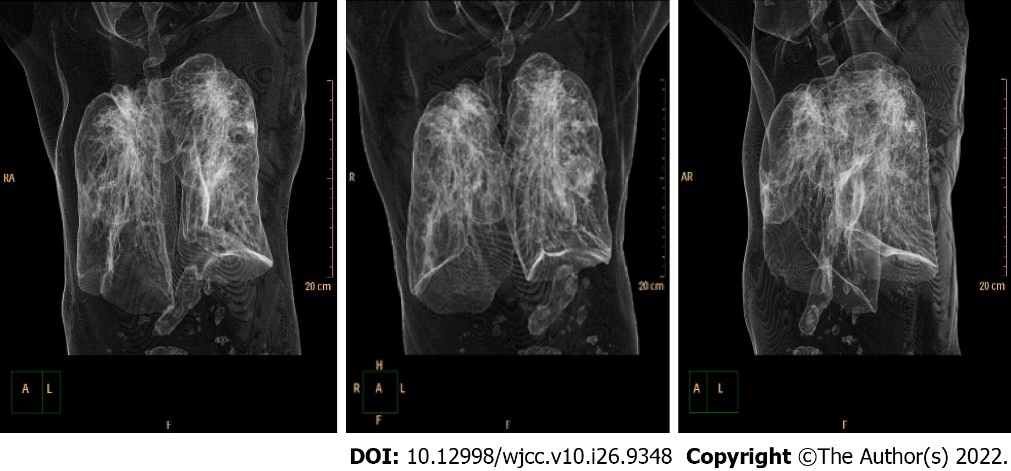 RA
20 cm
A L
F
R
20 cm
H
R A L
F
F
AR
20 cm
A L
F
DOI: 10.12998/wjcc.v10.i26.9348 Copyright ©The Author(s) 2022.